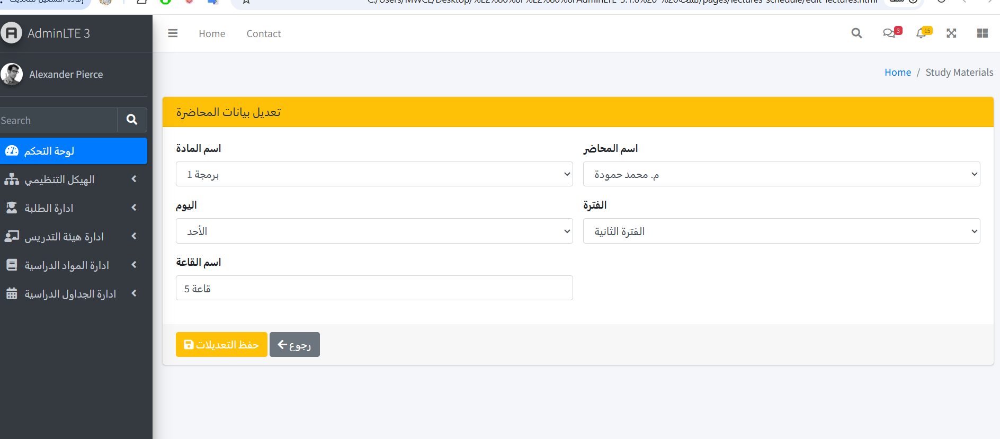 AdminLTE 3
Home
Contact
3
15
Alexander Pierce
Home / Study Materials
Search
لوحة التحكم
الهيكل التنظيمي
ادارة الطلبة
ادارة هيئة التدريس
ادارة المواد الدراسية
ادارة الجداول الدراسية
تعديل بيانات المحاضرة
اسم المادة
برمجة 1
اسم المحاضر
م. محمد حمودة
اليوم
الأحد
الفترة
الفترة الثانية
اسم القاعة
قاعة 5
حفظ التعديلات
رجوع